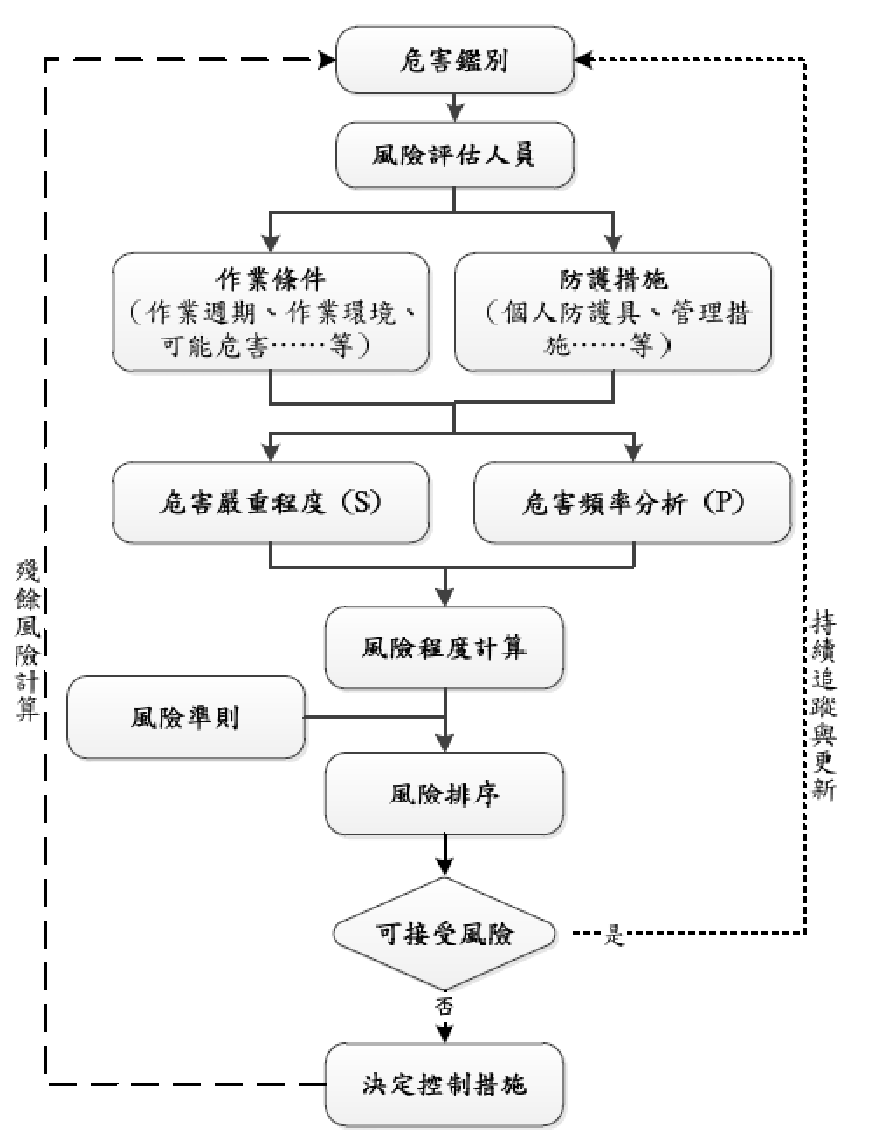 危害鑑別
風險評估人員
作業條件
（作業週期、作業環境、
可能危害……等）
防護措施
（個人防護具、管理措
施……等）
危害嚴重程度（S）
危害頻率分析（P）
風險程度計算
風險準則
風險排序
可接受風險
是
否
決定控制措施
殘餘風險計算
持續追蹤與更新